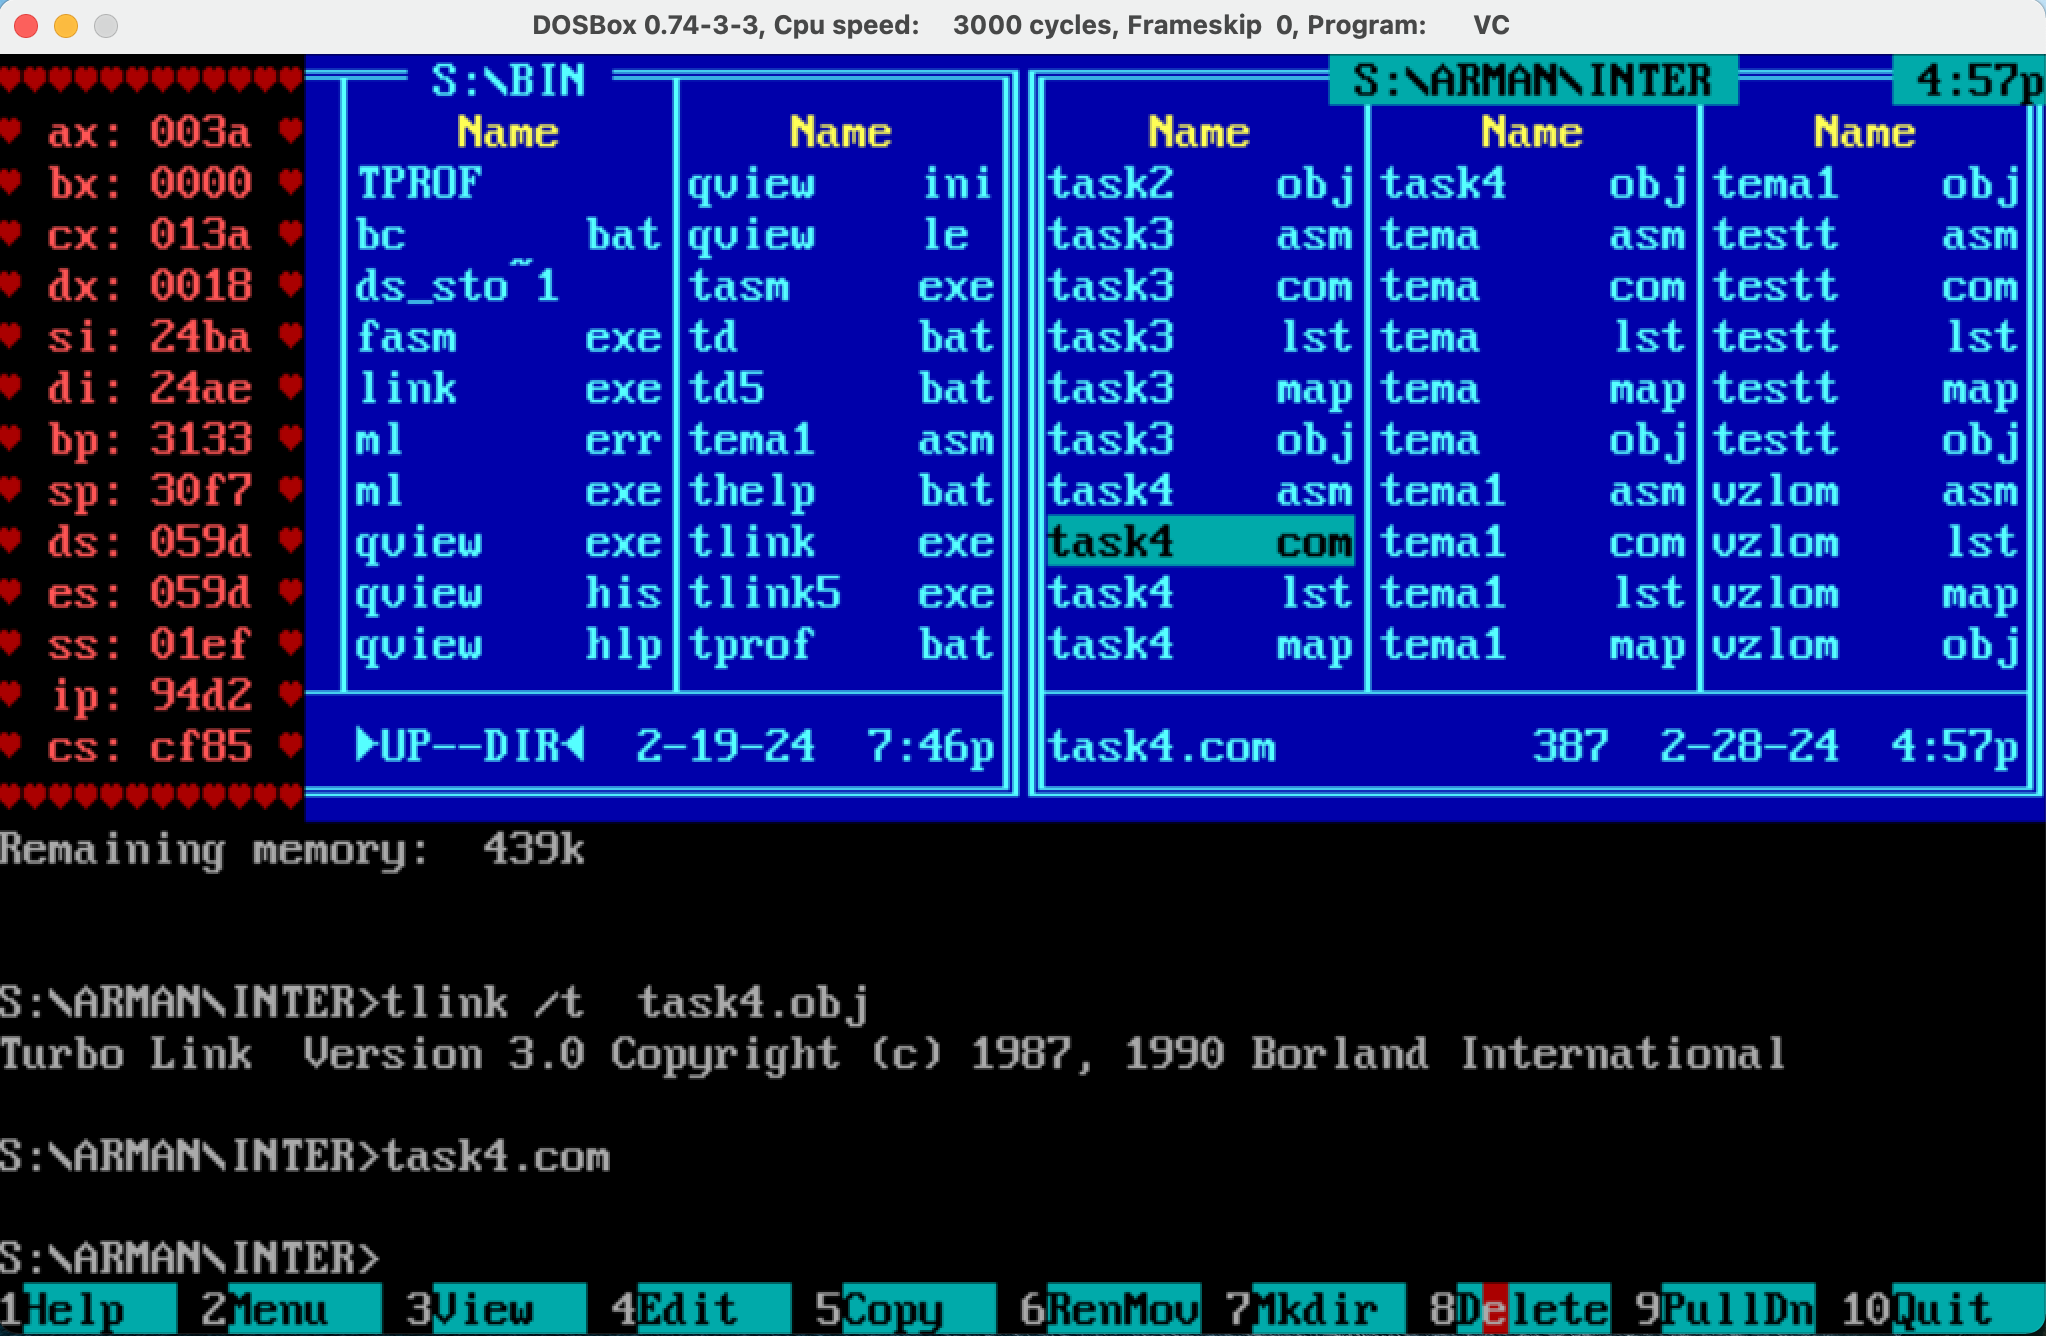 DOSBox 0.74-3-3, Cpu speed: 3000 cycles, Frameskip 0, Program: VC
S:\BIN S:\ARMAN\INTER 4:57p
ax: 003a Name Name Name Name Name
bx: 0000 TPROF qview ini task2 obj task4 obj tema1 obj
cx: 013a bc bat qview le task3 asm tema asm testt asm
dx: 0018 ds_sto~1 tasm exe task3 com tema com testt com
si: 24ba fasm exe td bat task3 lst tema lst testt lst
di: 24ae link exe td5 bat task3 map tema map testt map
bp: 3133 ml err tema1 asm task3 obj tema obj testt obj
sp: 30f7 ml exe thelp bat task4 asm tema1 asm vzlom asm
ds: 059d qview exe tlink exe task4 com tema1 com vzlom lst
es: 059d qview his tlink5 exe task4 lst tema1 lst vzlom map
ss: 01ef qview hlp tprof bat task4 map tema1 map vzlom obj
ip: 94d2
cs: cf85 ►UP--DIR◄ 2-19-24 7:46p task4.com 387 2-28-24 4:57p
Remaining memory: 439k
S:\ARMAN\INTER>tlink /t task4.obj
Turbo Link Version 3.0 Copyright (c) 1987, 1990 Borland International
S:\ARMAN\INTER>task4.com
S:\ARMAN\INTER>
1Help 2Menu 3View 4Edit 5Copy 6RenMov 7Mkdir 8Delete 9PullDn 10Quit